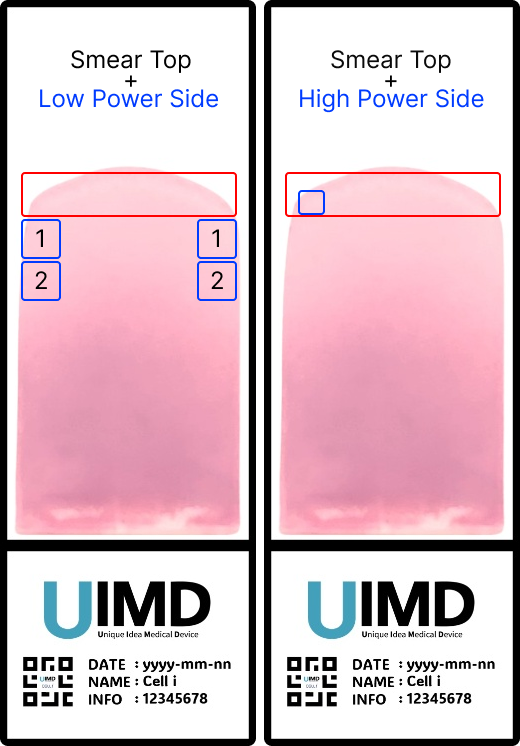 Smear Top
+
Low Power Side
1 1
2 2
UIMD
Unique Idea Medical Device
CELL i
DATE : yyyy-mm-nn
NAME : Cell i
INFO : 12345678
Smear Top
+
High Power Side
UIMD
Unique Idea Medical Device
CELL i
DATE : yyyy-mm-nn
NAME : Cell i
INFO : 12345678